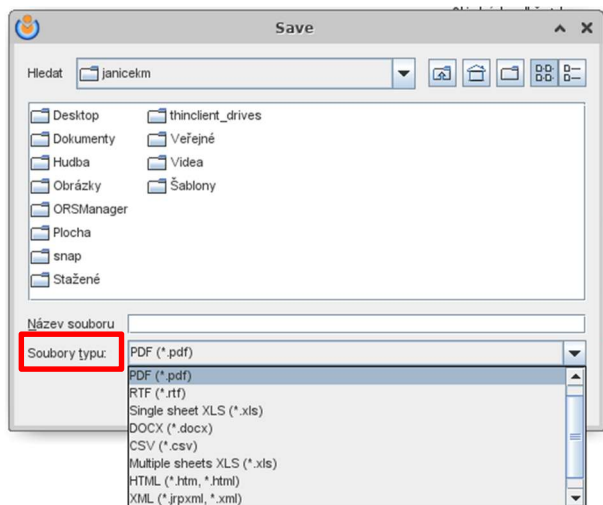 Save
Hledat janicekm
Desktop thinclient_drives
Dokumenty Veřejné
Hudba Videa
Obrázky Šablony
ORSManager
Plocha
snap
Stažené
Název souboru
Soubory typu: PDF (*.pdf)
PDF (*.pdf)
RTF (*.rtf)
Single sheet XLS (*.xls)
DOCX (*.docx)
CSV (*.csv)
Multiple sheets XLS (*.xls)
HTML (*.htm, *.html)
XML (*.jrpxml, *.xml)